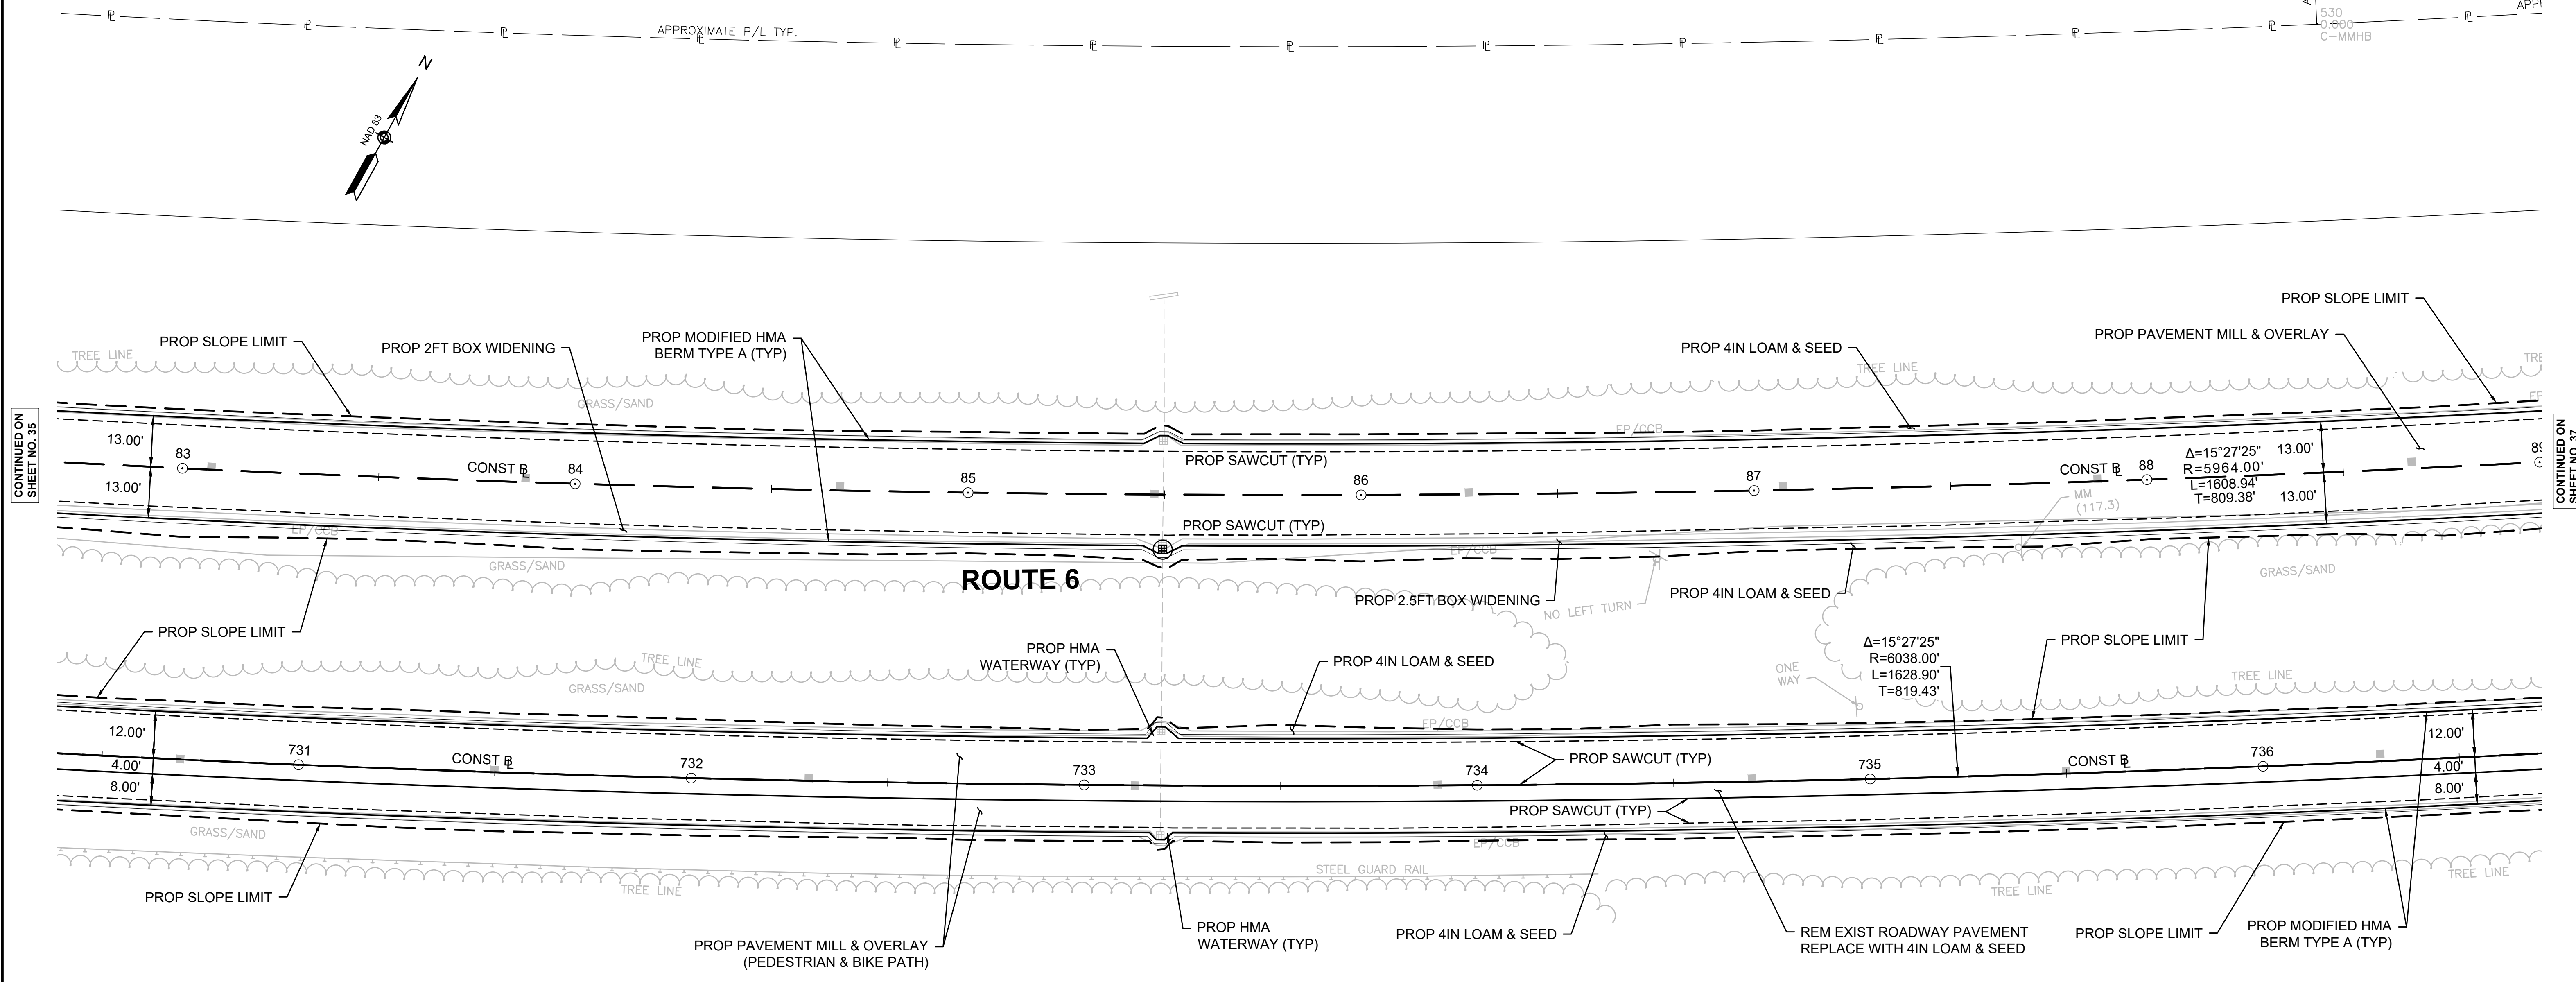 APPROXIMATE P/L TYP.
530
0.000
C-MMHB
N
NAD 83
PROP SLOPE LIMIT
PROP SLOPE LIMIT
PROP 2FT BOX WIDENING
PROP MODIFIED HMA
BERM TYPE A (TYP)
PROP 4IN LOAM & SEED
PROP PAVEMENT MILL & OVERLAY
TREE LINE
TREE LINE
GRASS/SAND
EP/CCB
CONTINUED ON
SHEET NO. 35
CONTINUED ON
SHEET NO. 37
13.00'
13.00'
83
CONST BL
84
85
86
87
CONST BL
88
89
Δ=15°27'25"
R=5964.00'
L=1608.94'
T=809.38'
13.00'
13.00'
PROP SAWCUT (TYP)
PROP SAWCUT (TYP)
MM
(117.3)
EP/CCB
EP/CCB
GRASS/SAND
GRASS/SAND
ROUTE 6
PROP 2.5FT BOX WIDENING
NO LEFT TURN
PROP 4IN LOAM & SEED
PROP SLOPE LIMIT
PROP SLOPE LIMIT
TREE LINE
GRASS/SAND
PROP HMA
WATERWAY (TYP)
PROP 4IN LOAM & SEED
ONE
WAY
Δ=15°27'25"
R=6038.00'
L=1628.90'
T=819.43'
TREE LINE
EP/CCB
12.00'
4.00'
8.00'
731
CONST BL
732
733
734
735
CONST BL
736
12.00'
4.00'
8.00'
PROP SAWCUT (TYP)
PROP SAWCUT (TYP)
GRASS/SAND
EP/CCB
STEEL GUARD RAIL
TREE LINE
TREE LINE
TREE LINE
PROP SLOPE LIMIT
PROP PAVEMENT MILL & OVERLAY
(PEDESTRIAN & BIKE PATH)
PROP HMA
WATERWAY (TYP)
PROP 4IN LOAM & SEED
REM EXIST ROADWAY PAVEMENT
REPLACE WITH 4IN LOAM & SEED
PROP SLOPE LIMIT
PROP MODIFIED HMA
BERM TYPE A (TYP)